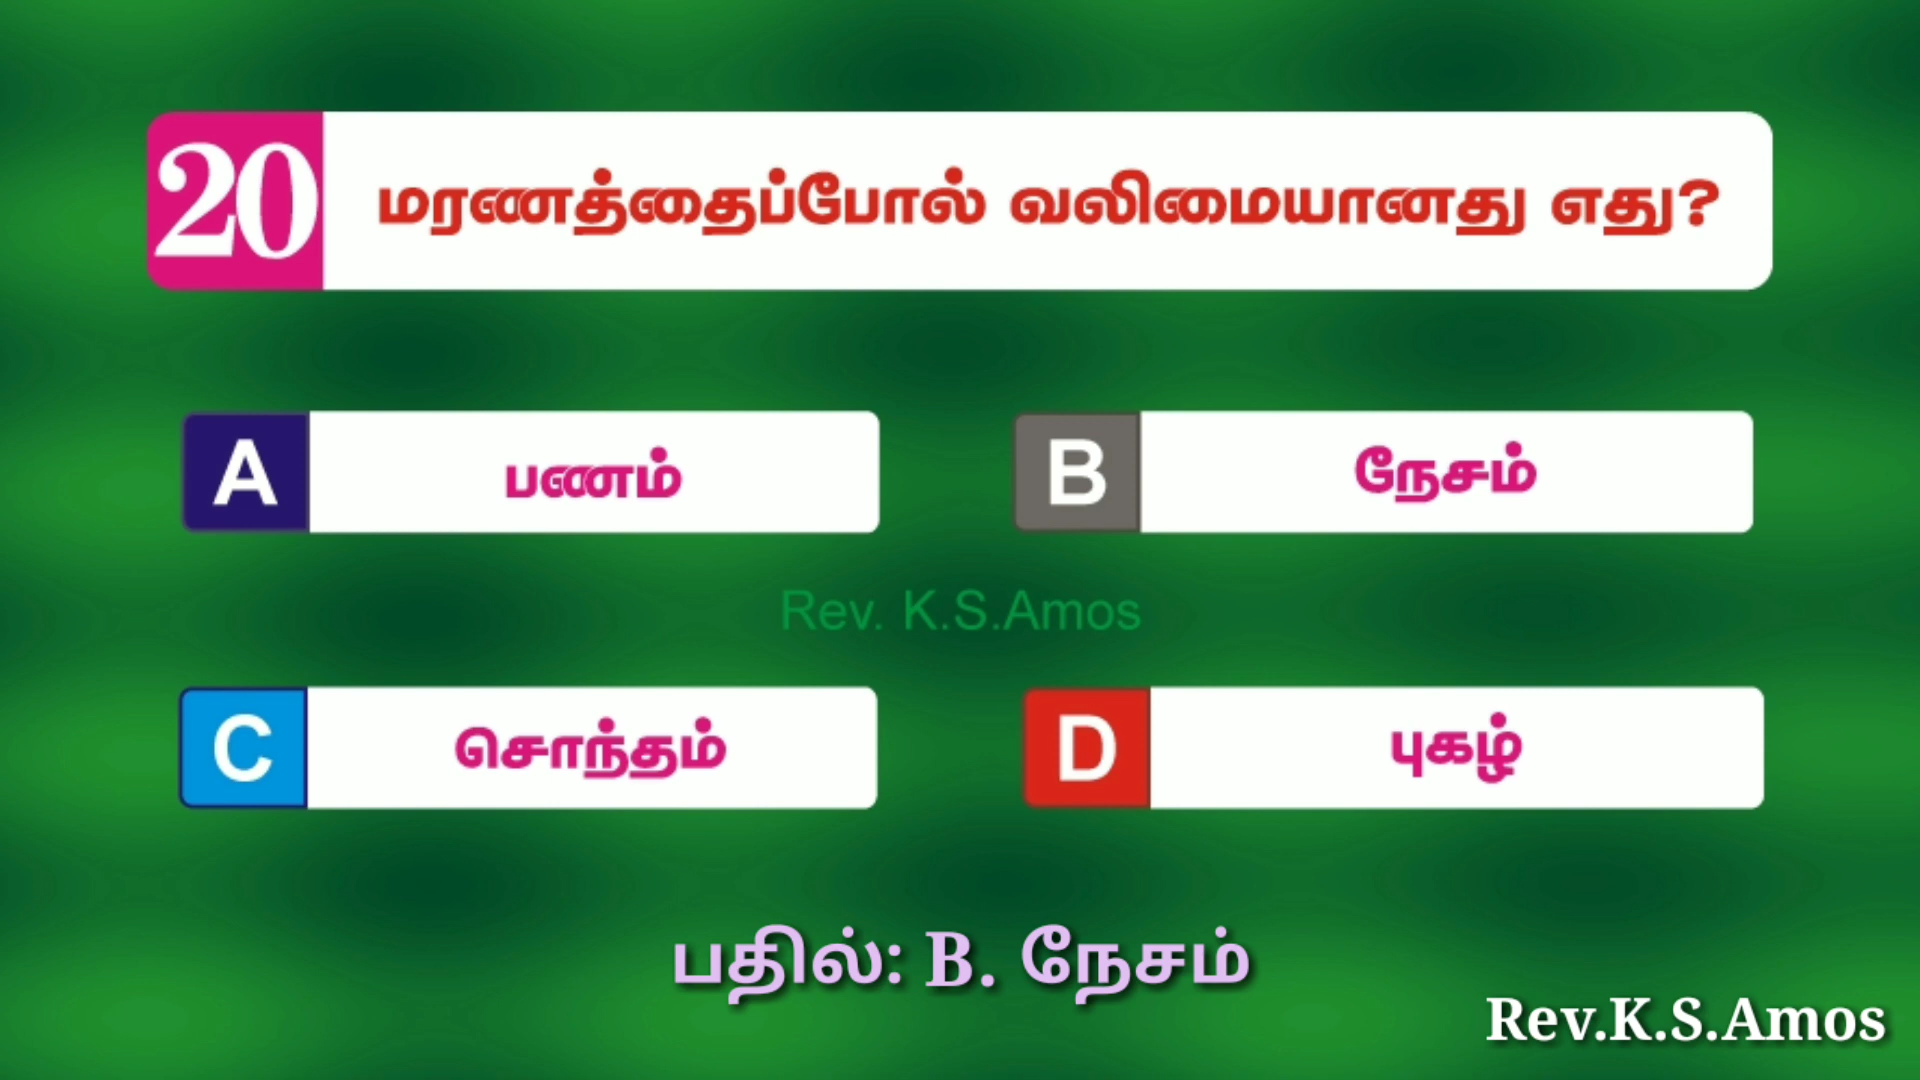 20 மரணத்தைப்போல் வலிமையானது எது?
A பணம்
B நேசம்
Rev. K.S.Amos
C சொந்தம்
D புகழ்
பதில்: B. நேசம்
Rev.K.S.Amos